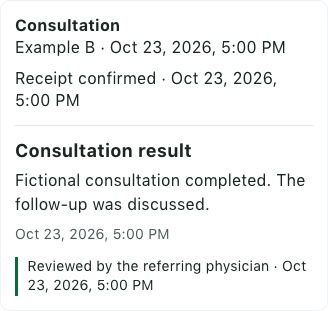 Consultation
Example B · Oct 23, 2026, 5:00 PM
Receipt confirmed · Oct 23, 2026,
5:00 PM
Consultation result
Fictional consultation completed. The
follow-up was discussed.
Oct 23, 2026, 5:00 PM
Reviewed by the referring physician · Oct
23, 2026, 5:00 PM